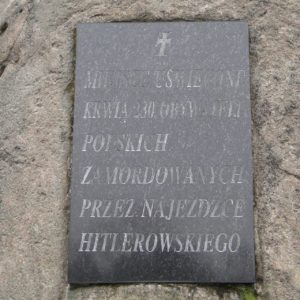 MIEJSCE UŚWIĘCONE
KRWIĄ 230 OBYWATELI
POLSKICH
ZAMORDOWANYCH
PRZEZ NAJEŹDŹCĘ
HITLEROWSKIEGO